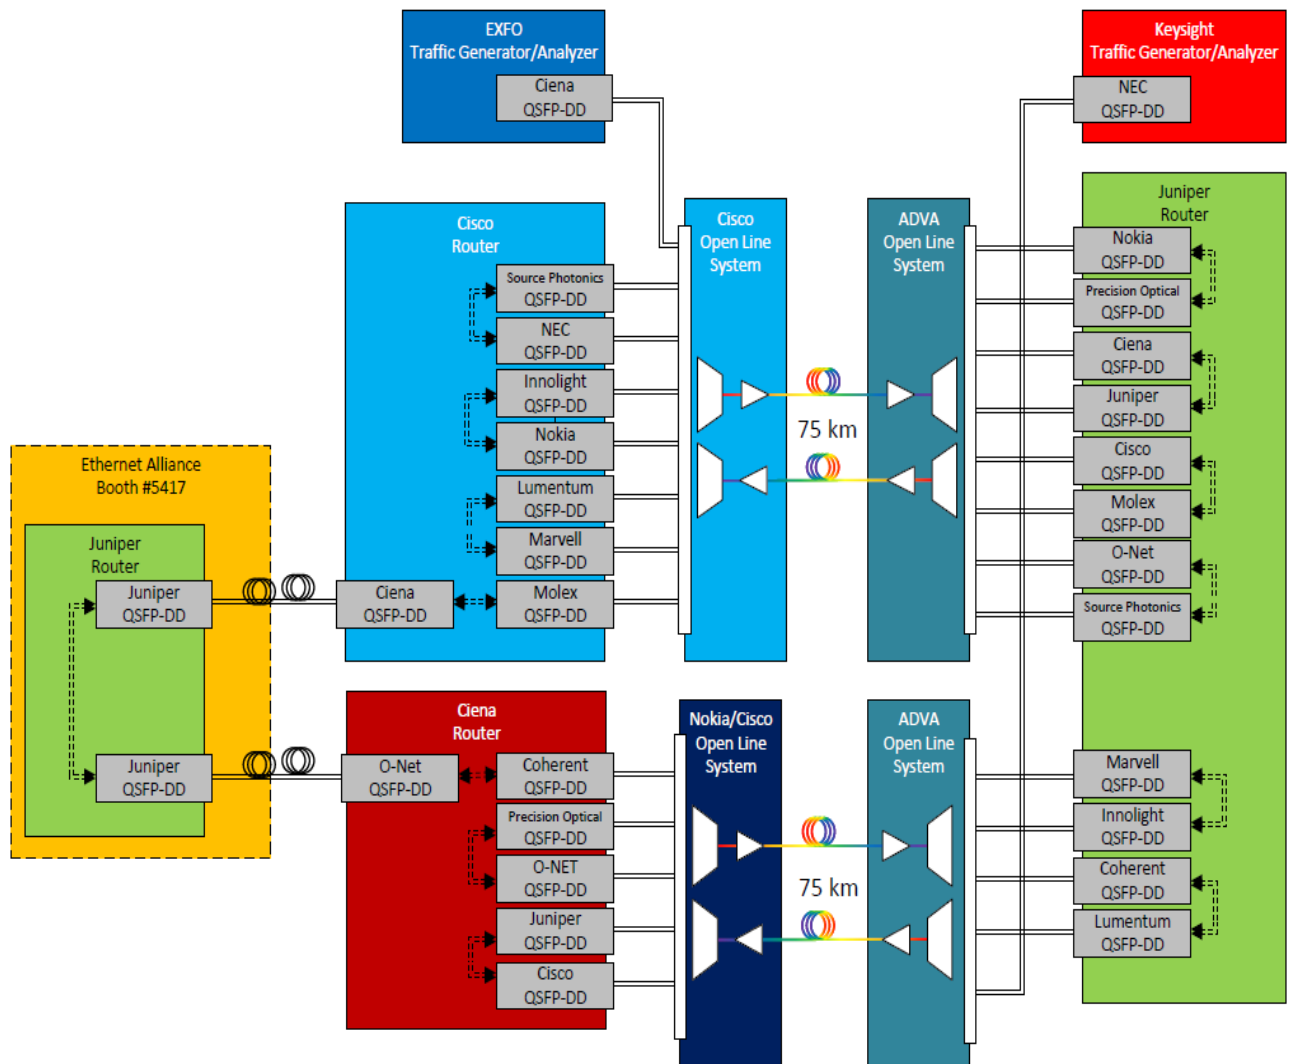 EXFO
Traffic Generator/Analyzer
Ciena
QSFP-DD
Keysight
Traffic Generator/Analyzer
NEC
QSFP-DD
Cisco
Router
Source Photonics
QSFP-DD
NEC
QSFP-DD
Innolight
QSFP-DD
Nokia
QSFP-DD
Lumentum
QSFP-DD
Marvell
QSFP-DD
Ciena
QSFP-DD
Molex
QSFP-DD
Cisco
Open Line
System
75 km
ADVA
Open Line
System
Juniper
Router
Nokia
QSFP-DD
Precision Optical
QSFP-DD
Ciena
QSFP-DD
Juniper
QSFP-DD
Cisco
QSFP-DD
Molex
QSFP-DD
O-Net
QSFP-DD
Source Photonics
QSFP-DD
Marvell
QSFP-DD
Innolight
QSFP-DD
Coherent
QSFP-DD
Lumentum
QSFP-DD
Ethernet Alliance
Booth #5417
Juniper
Router
Juniper
QSFP-DD
Juniper
QSFP-DD
Ciena
Router
O-Net
QSFP-DD
Coherent
QSFP-DD
Precision Optical
QSFP-DD
O-NET
QSFP-DD
Juniper
QSFP-DD
Cisco
QSFP-DD
Nokia/Cisco
Open Line
System
75 km
ADVA
Open Line
System